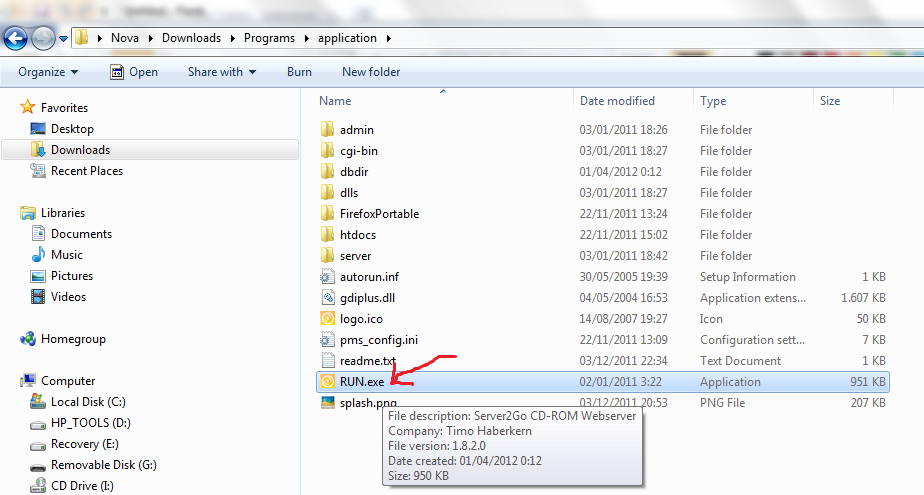 Nova Downloads Programs application
Organize Open Share with Burn New folder
Favorites
Desktop
Downloads
Recent Places
Libraries
Documents
Music
Pictures
Videos
Homegroup
Computer
Local Disk (C:)
HP_TOOLS (D:)
Recovery (E:)
Removable Disk (G:)
CD Drive (I:)
Name Date modified Type Size
admin 03/01/2011 18:26 File folder
cgi-bin 03/01/2011 18:27 File folder
dbdir 01/04/2012 0:12 File folder
dlls 03/01/2011 18:27 File folder
FirefoxPortable 22/11/2011 13:24 File folder
htdocs 22/11/2011 15:02 File folder
server 03/01/2011 18:42 File folder
autorun.inf 30/05/2005 19:39 Setup Information 1 KB
gdiplus.dll 04/05/2004 16:53 Application extens... 1.607 KB
logo.ico 14/08/2007 19:27 Icon 50 KB
pms_config.ini 22/11/2011 13:09 Configuration sett... 7 KB
readme.txt 03/12/2011 22:34 Text Document 1 KB
RUN.exe 02/01/2011 3:22 Application 951 KB
splash.png 03/12/2011 20:53 PNG File 207 KB
File description: Server2Go CD-ROM Webserver
Company: Timo Haberkern
File version: 1.8.2.0
Date created: 01/04/2012 0:12
Size: 950 KB